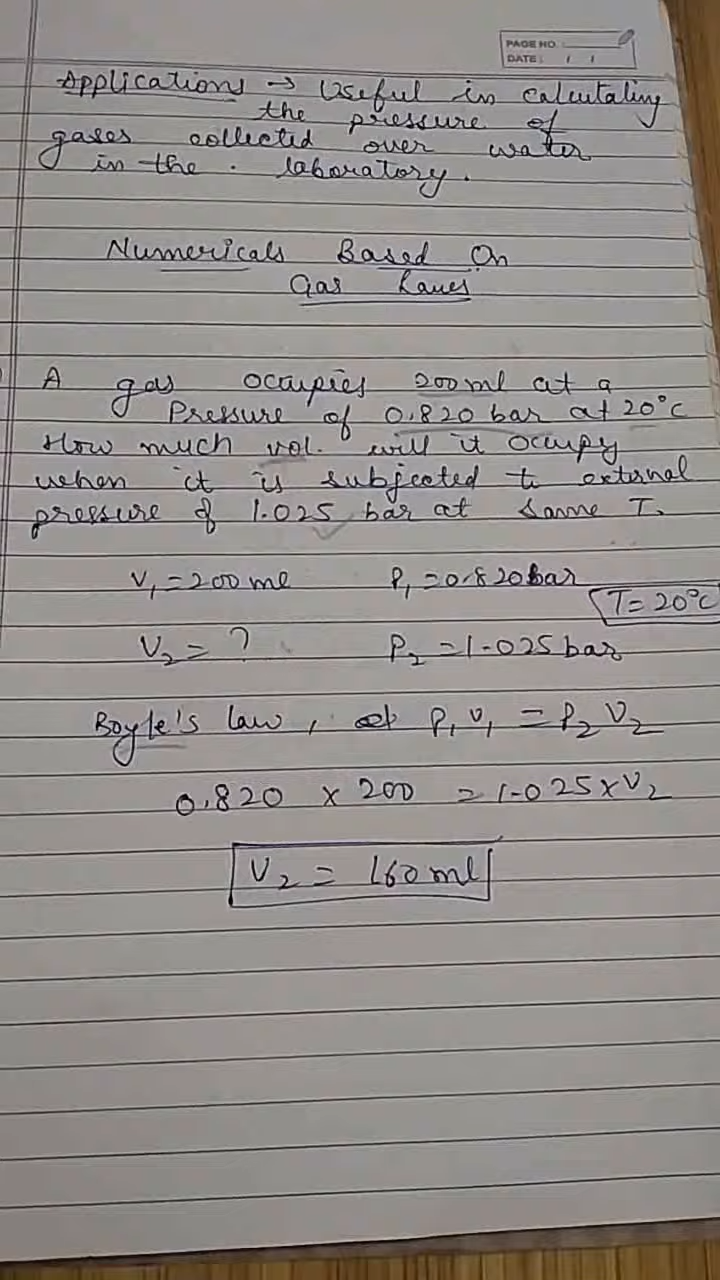 PAGE NO.
DATE: / /
Applications → Useful in calcutaling
the pressure of
gases collected over water
in the . laboratory.
Numericals Based On
Gas Laws
A gas occupies 200ml at a
Pressure of 0.820 bar at 20°C
How much vol. will it occupy
when it is subjected to external
pressure of 1.025 bar at same T.
V₁ = 200 ml P₁ = 0.820 bar
T = 20°C
V₂ = ? P₂ = 1.025 bar
Boyle's law, P₁V₁ = P₂V₂
0.820 × 200 = 1.025 × V₂
V₂ = 160 ml